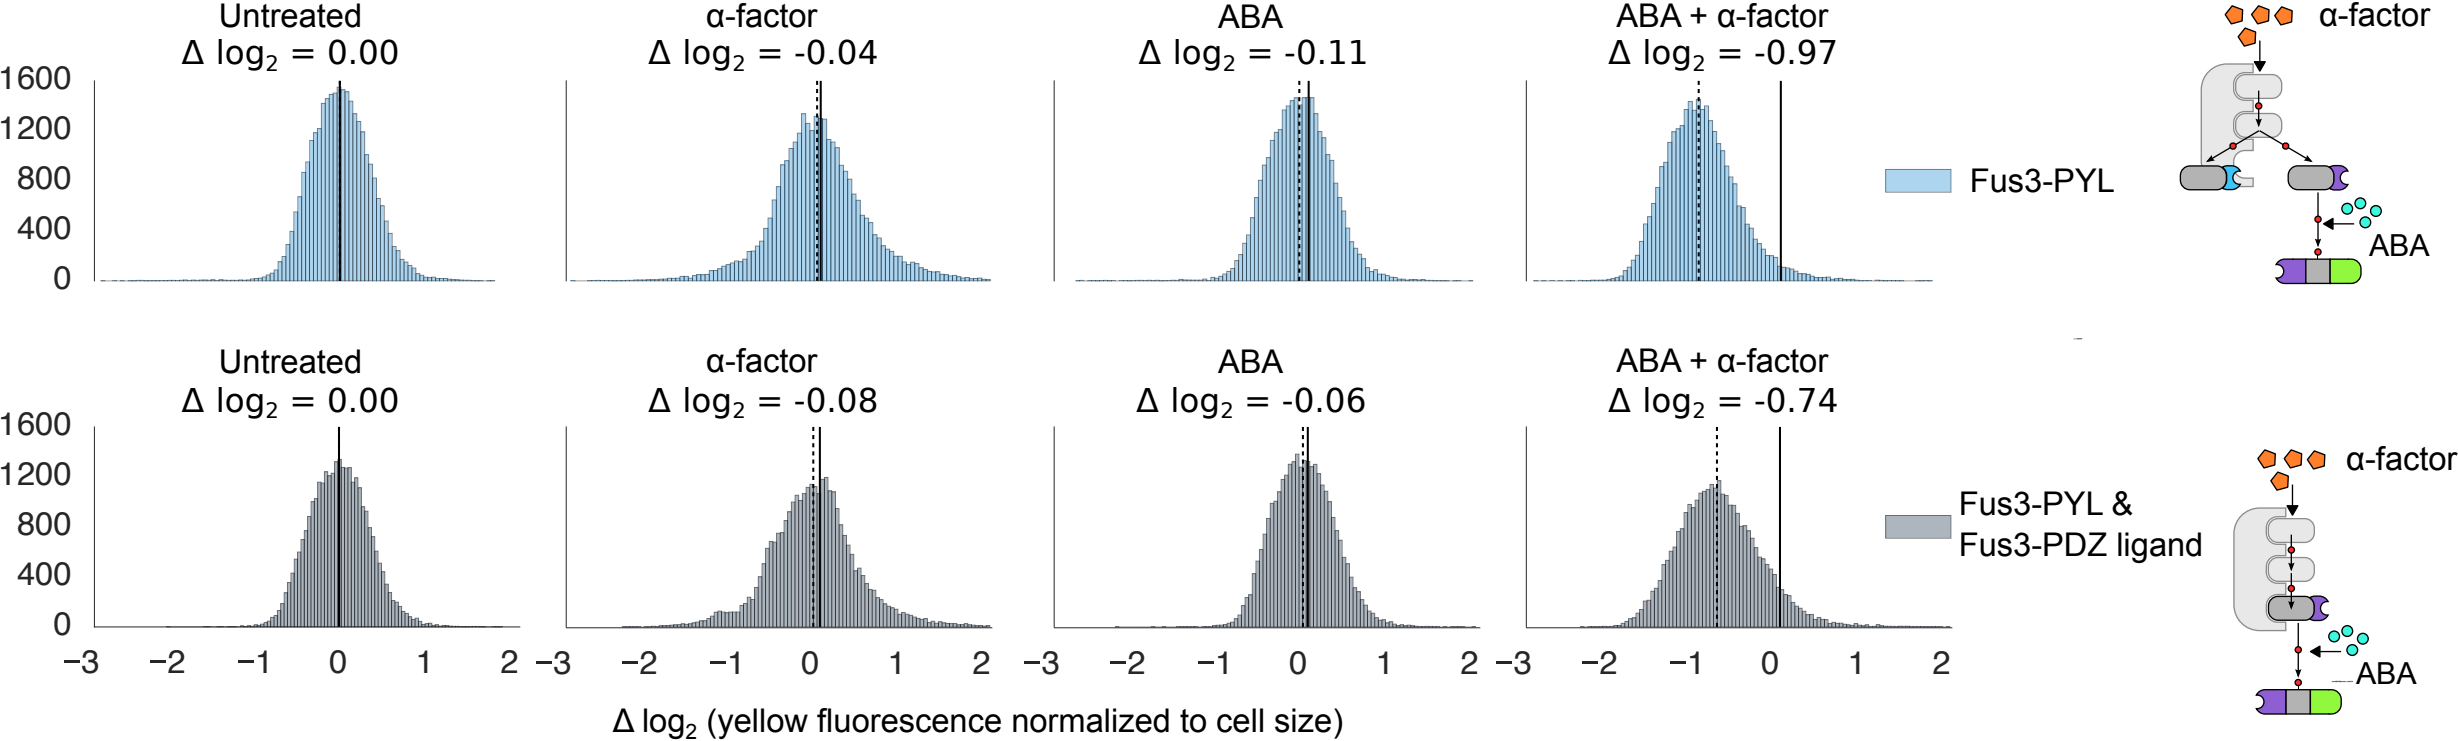 Untreated
Δ log₂ = 0.00
α-factor
Δ log₂ = -0.04
ABA
Δ log₂ = -0.11
ABA + α-factor
Δ log₂ = -0.97
1600
1200
800
400
0
Fus3-PYL
α-factor
ABA
Untreated
Δ log₂ = 0.00
α-factor
Δ log₂ = -0.08
ABA
Δ log₂ = -0.06
ABA + α-factor
Δ log₂ = -0.74
1600
1200
800
400
0
−3 −2 −1 0 1 2
−3 −2 −1 0 1 2
−3 −2 −1 0 1 2
−3 −2 −1 0 1 2
Fus3-PYL &
Fus3-PDZ ligand
α-factor
ABA
Δ log₂ (yellow fluorescence normalized to cell size)